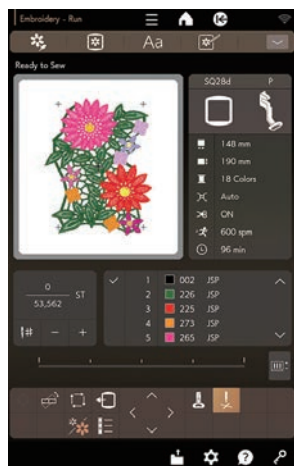 Embroidery - Run
Aa
Ready to Sew
SQ28d P
148 mm
190 mm
18 Colors
Auto
ON
600 spm
96 min
0
53,562
ST
1 002 JSP
2 226 JSP
3 225 JSP
4 273 JSP
5 265 JSP